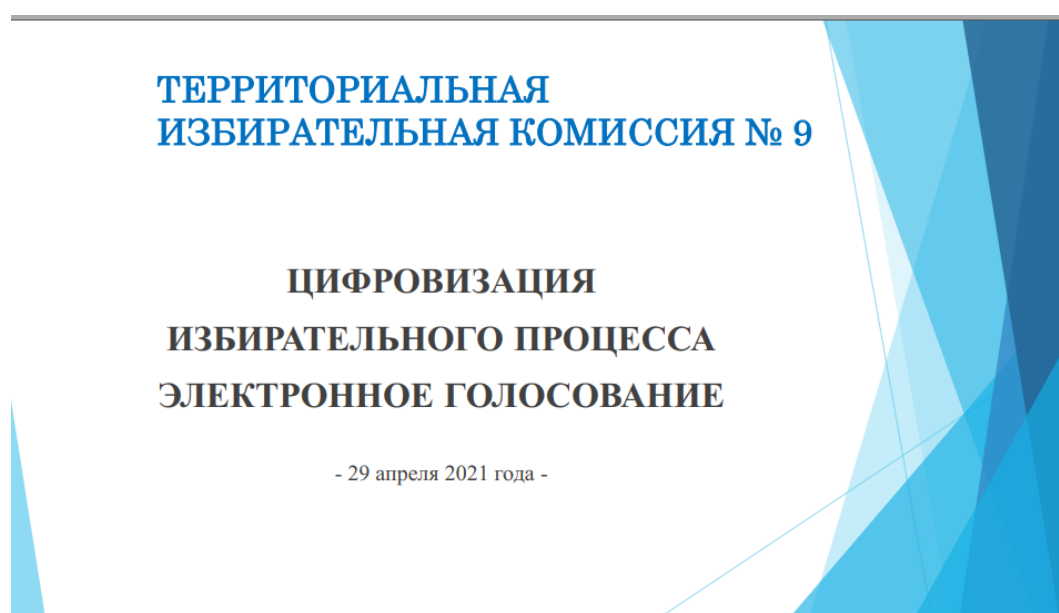 ТЕРРИТОРИАЛЬНАЯ
ИЗБИРАТЕЛЬНАЯ КОМИССИЯ № 9
ЦИФРОВИЗАЦИЯ
ИЗБИРАТЕЛЬНОГО ПРОЦЕССА
ЭЛЕКТРОННОЕ ГОЛОСОВАНИЕ
- 29 апреля 2021 года -